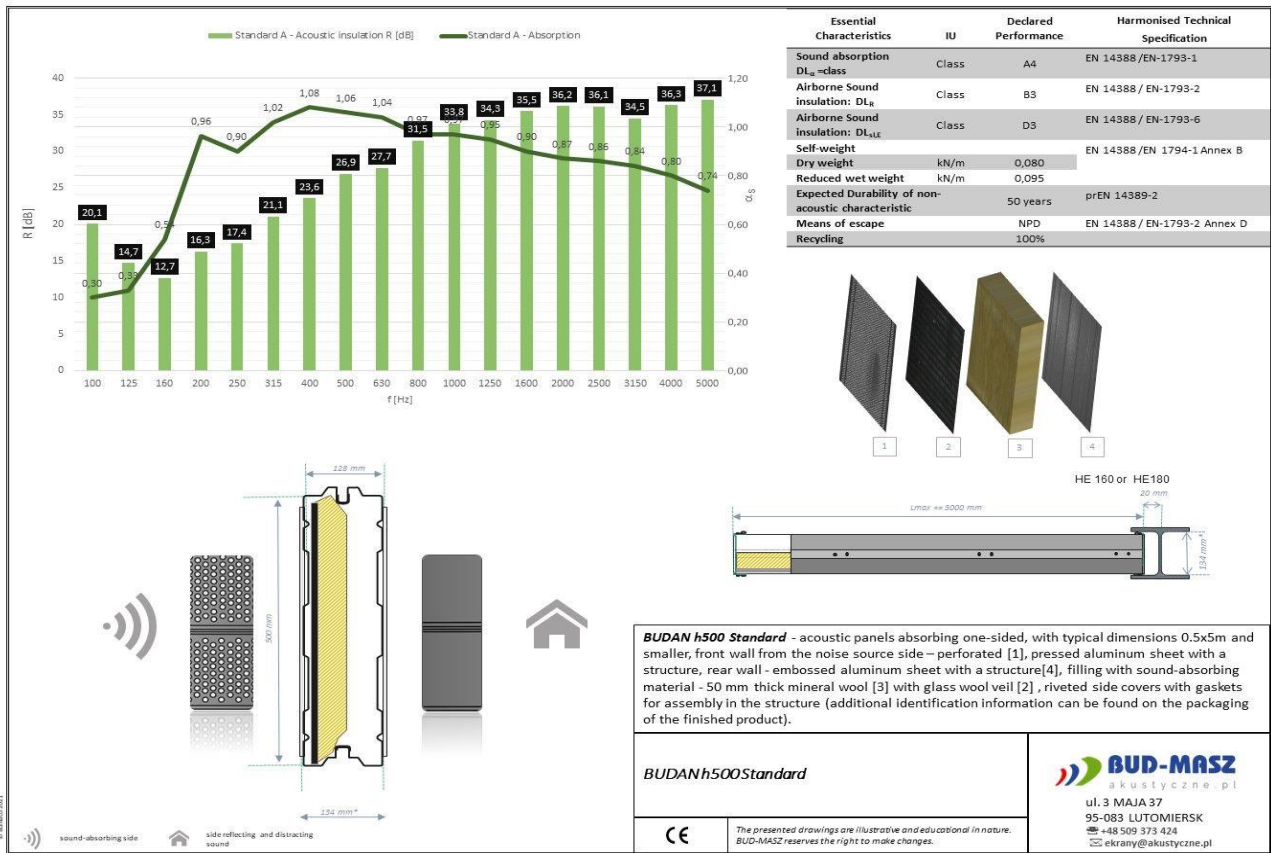 Standard A - Acoustic insulation R [dB]
Standard A - Absorption
40
35
30
25
20
15
10
5
0
R [dB]
1,20
1,00
0,80
0,60
0,40
0,20
0,00
αS
20,1
14,7
12,7
16,3
17,4
21,1
23,6
26,9
27,7
31,5
33,8
34,3
35,5
36,2
36,1
34,5
36,3
37,1
0,30
0,33
0,54
0,96
0,90
1,02
1,08
1,06
1,04
0,97
0,97
0,95
0,90
0,87
0,86
0,84
0,80
0,74
100 125 160 200 250 315 400 500 630 800 1000 1250 1600 2000 2500 3150 4000 5000
f [Hz]
Essential Characteristics IU Declared Performance Harmonised Technical Specification
Sound absorption DLα =class Class A4 EN 14388 /EN-1793-1
Airborne Sound insulation: DLR Class B3 EN 14388 / EN-1793-2
Airborne Sound insulation: DLsLE Class D3 EN 14388 / EN-1793-6
Self-weight EN 14388 /EN 1794-1 Annex B
Dry weight kN/m 0,080
Reduced wet weight kN/m 0,095
Expected Durability of non-acoustic characteristic 50 years prEN 14389-2
Means of escape NPD EN 14388 / EN-1793-2 Annex D
Recycling 100%
1
2
3
4
128 mm
500 mm
134 mm*
HE 160 or HE180
20 mm
Lmax == 5000 mm
134 mm*
BUDAN h500 Standard - acoustic panels absorbing one-sided, with typical dimensions 0.5x5m and
smaller, front wall from the noise source side – perforated [1], pressed aluminum sheet with a
structure, rear wall - embossed aluminum sheet with a structure[4], filling with sound-absorbing
material - 50 mm thick mineral wool [3] with glass wool veil [2] , riveted side covers with gaskets
for assembly in the structure (additional identification information can be found on the packaging
of the finished product).
BUDAN h500 Standard
CE
The presented drawings are illustrative and educational in nature.
BUD-MASZ reserves the right to make changes.
BUD-MASZ
akustyczne.pl
ul. 3 MAJA 37
95-083 LUTOMIERSK
+48 509 373 424
ekrany@akustyczne.pl
sound-absorbing side
side reflecting and distracting
sound